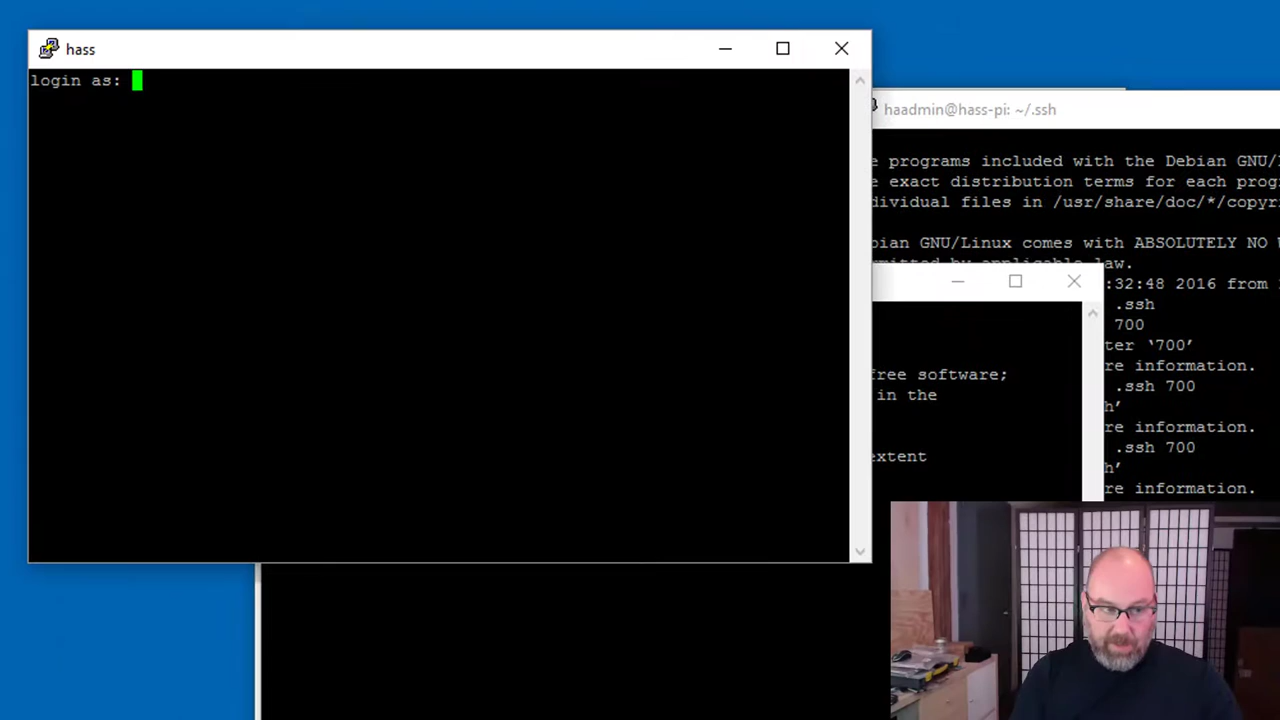 hass
login as:
haadmin@hass-pi: ~/.ssh
programs included with the Debian GNU/
exact distribution terms for each prog
dividual files in /usr/share/doc/*/copyri
bian GNU/Linux comes with ABSOLUTELY NO
mitted by applicable law.
:32:48 2016 from
.ssh
700
ter ‘700’
re information.
.ssh 700
h’
re information.
.ssh 700
h’
re information.
free software;
in the
extent